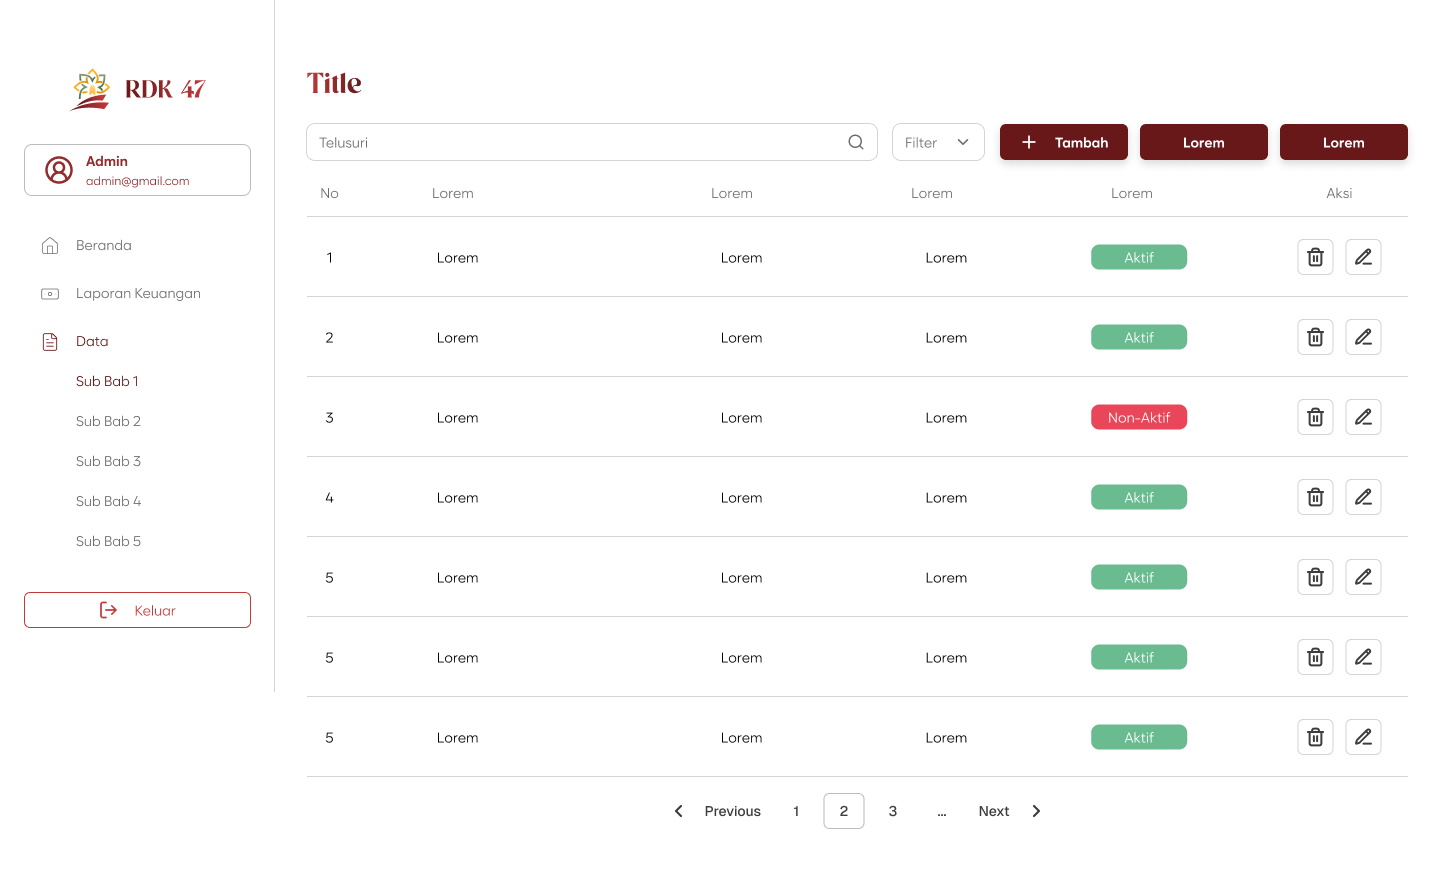 RDK 47
Admin
admin@gmail.com
Beranda
Laporan Keuangan
Data
Sub Bab 1
Sub Bab 2
Sub Bab 3
Sub Bab 4
Sub Bab 5
Keluar
Title
Telusuri Filter Tambah Lorem Lorem
No Lorem Lorem Lorem Lorem Aksi
1 Lorem Lorem Lorem Aktif
2 Lorem Lorem Lorem Aktif
3 Lorem Lorem Lorem Non-Aktif
4 Lorem Lorem Lorem Aktif
5 Lorem Lorem Lorem Aktif
5 Lorem Lorem Lorem Aktif
5 Lorem Lorem Lorem Aktif
Previous 1 2 3 ... Next